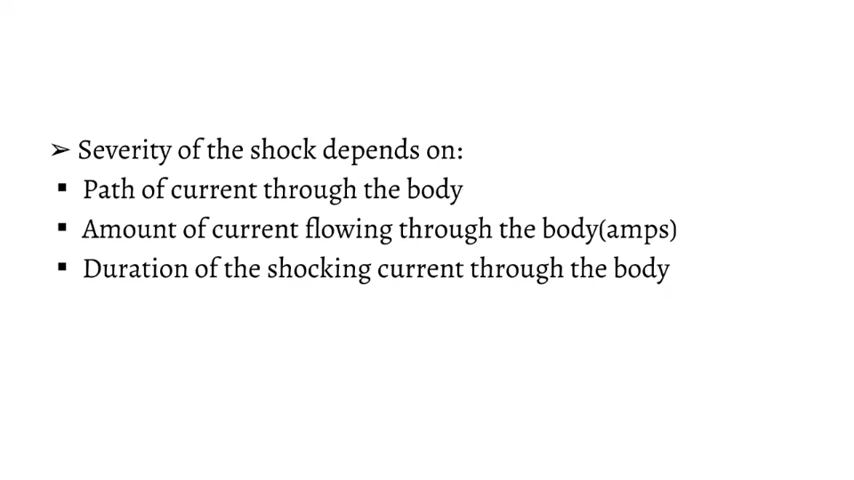 ➢ Severity of the shock depends on:
▪ Path of current through the body
▪ Amount of current flowing through the body(amps)
▪ Duration of the shocking current through the body